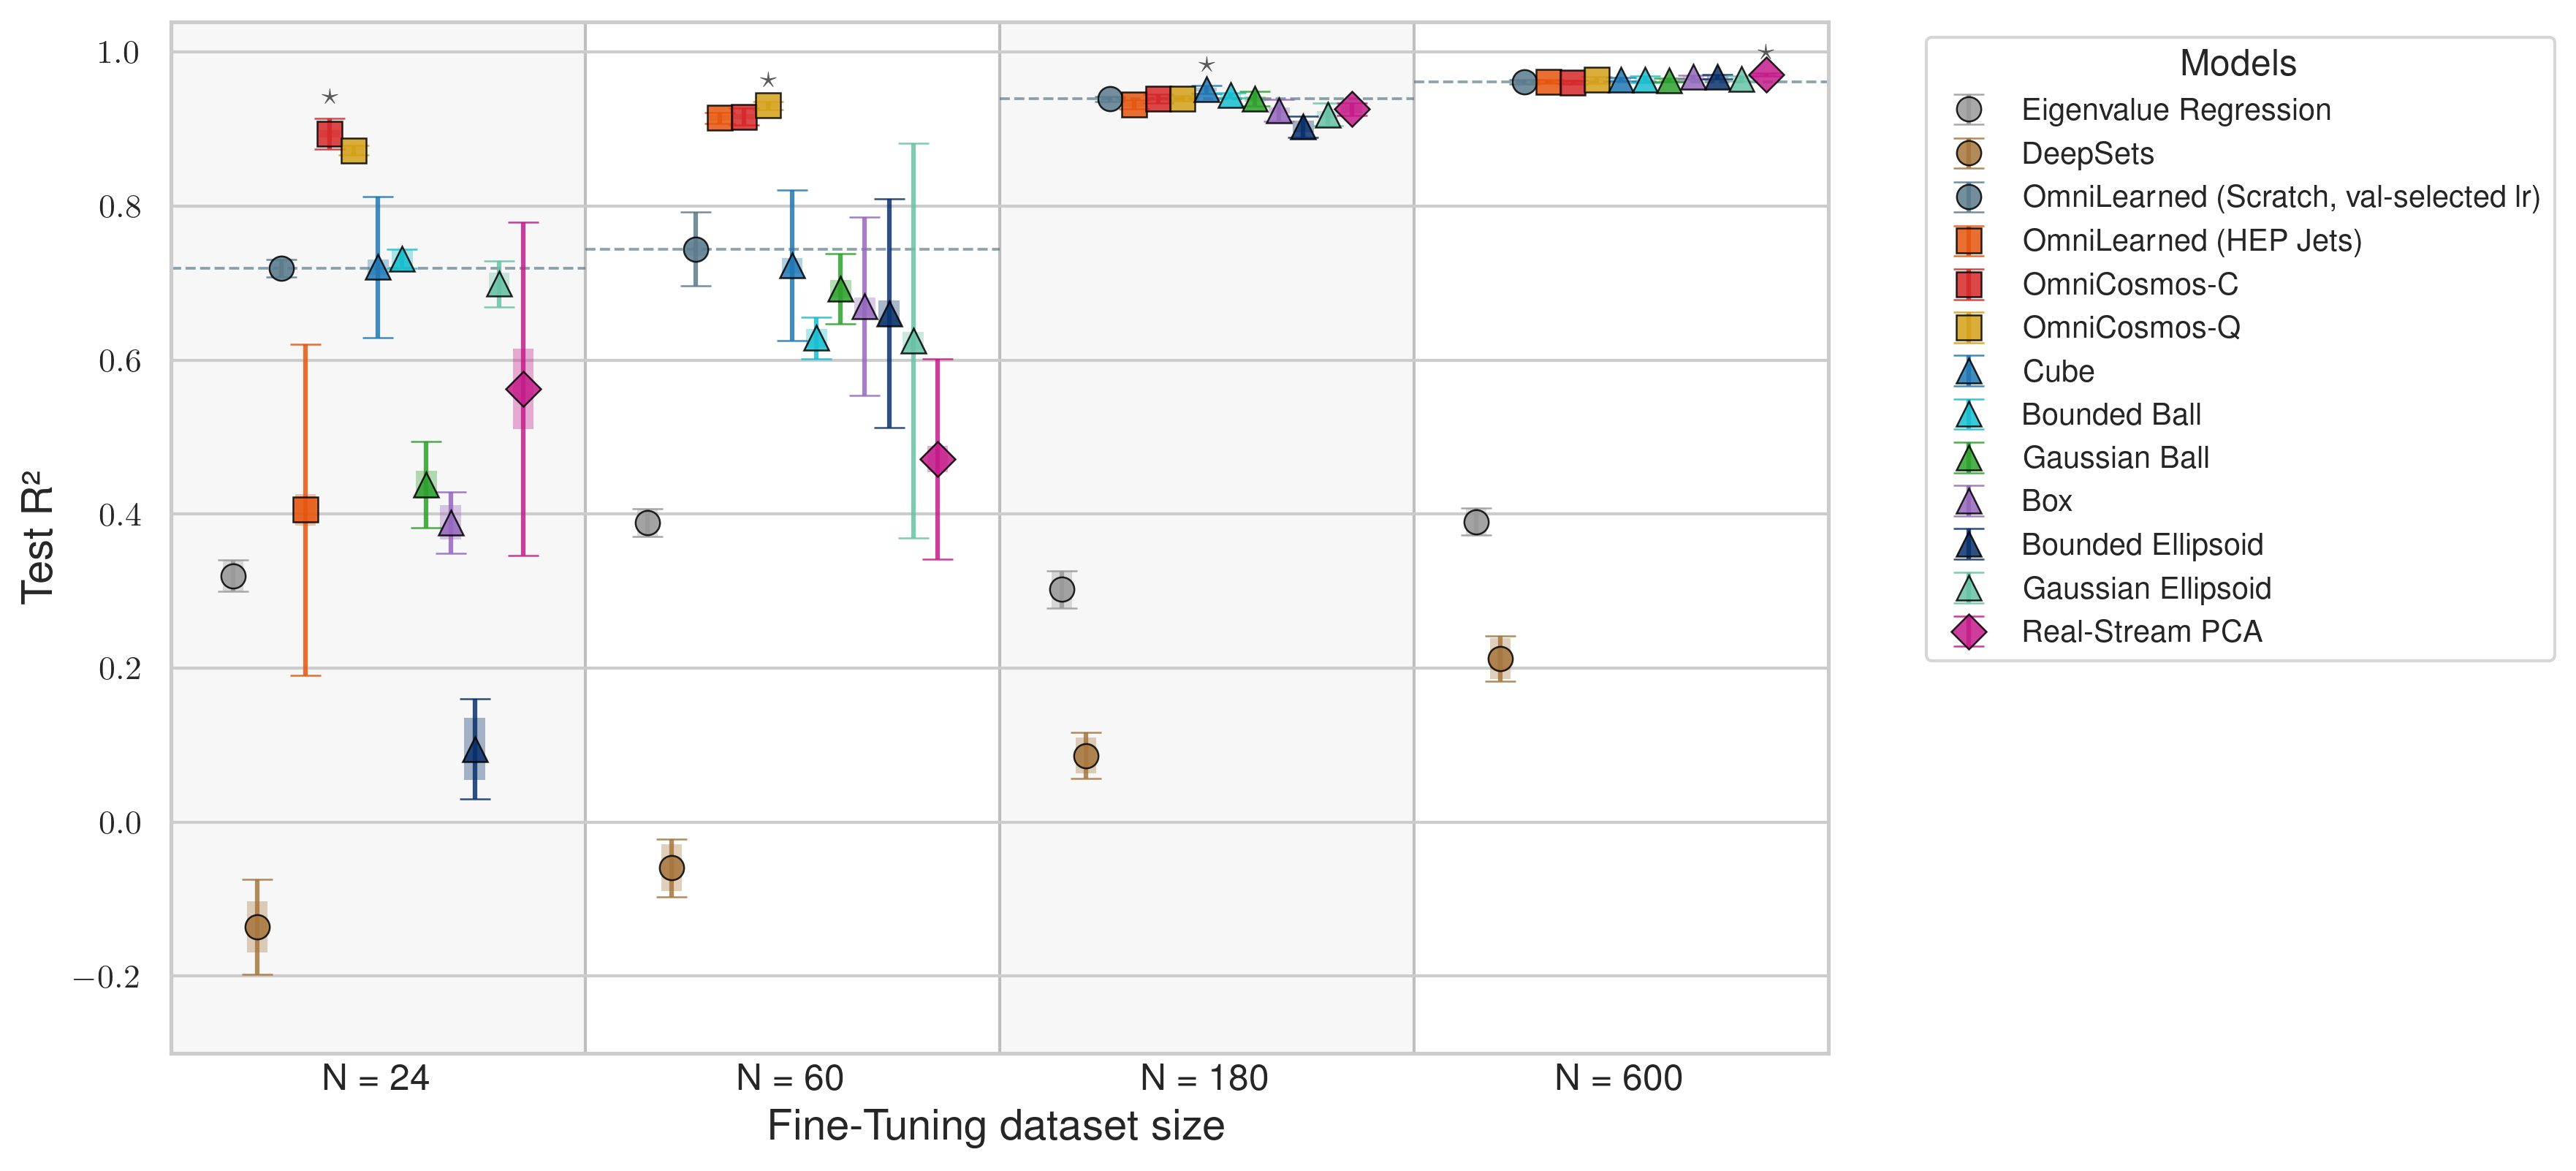 Test R²
1.0
0.8
0.6
0.4
0.2
0.0
−0.2
N = 24
N = 60
N = 180
N = 600
Fine-Tuning dataset size
Models
Eigenvalue Regression
DeepSets
OmniLearned (Scratch, val-selected lr)
OmniLearned (HEP Jets)
OmniCosmos-C
OmniCosmos-Q
Cube
Bounded Ball
Gaussian Ball
Box
Bounded Ellipsoid
Gaussian Ellipsoid
Real-Stream PCA